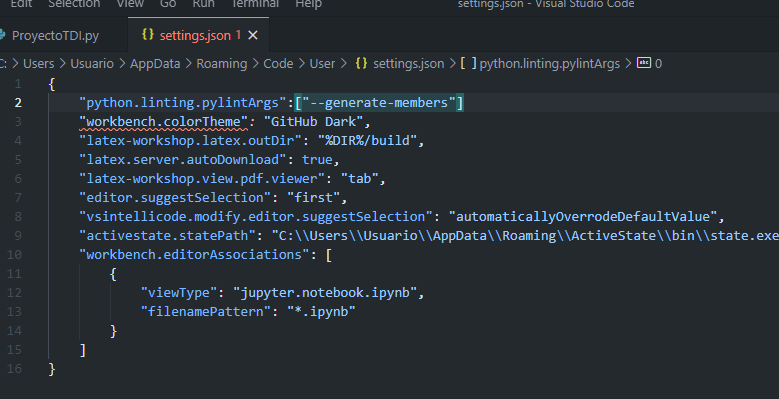 Edit Selection View Go Run Terminal Help settings.json - Visual Studio Code
ProyectoTDI.py {} settings.json 1 ×
C: > Users > Usuario > AppData > Roaming > Code > User > {} settings.json > [ ] python.linting.pylintArgs > abc 0
1 {
2 "python.linting.pylintArgs":["--generate-members"]
3 "workbench.colorTheme": "GitHub Dark",
4 "latex-workshop.latex.outDir": "%DIR%/build",
5 "latex.server.autoDownload": true,
6 "latex-workshop.view.pdf.viewer": "tab",
7 "editor.suggestSelection": "first",
8 "vsintellicode.modify.editor.suggestSelection": "automaticallyOverrodeDefaultValue",
9 "activestate.statePath": "C:\\Users\\Usuario\\AppData\\Roaming\\ActiveState\\bin\\state.exe
10 "workbench.editorAssociations": [
11 {
12 "viewType": "jupyter.notebook.ipynb",
13 "filenamePattern": "*.ipynb"
14 }
15 ]
16 }